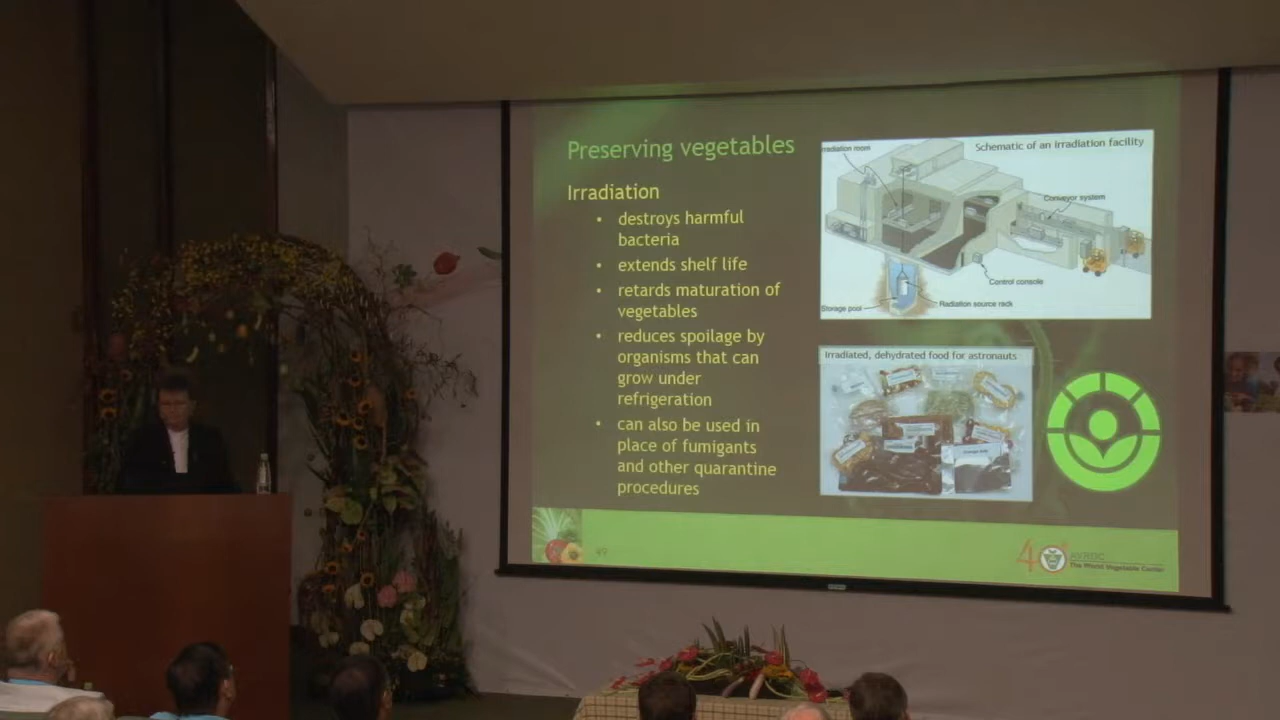 Preserving vegetables
Irradiation
• destroys harmful
bacteria
• extends shelf life
• retards maturation of
vegetables
• reduces spoilage by
organisms that can
grow under
refrigeration
• can also be used in
place of fumigants
and other quarantine
procedures
Schematic of an irradiation facility
room
Conveyor system
Control console
Radiation source rack
Storage pool
Irradiated, dehydrated food for astronauts
49
40
AVRDC
The World Vegetable Center